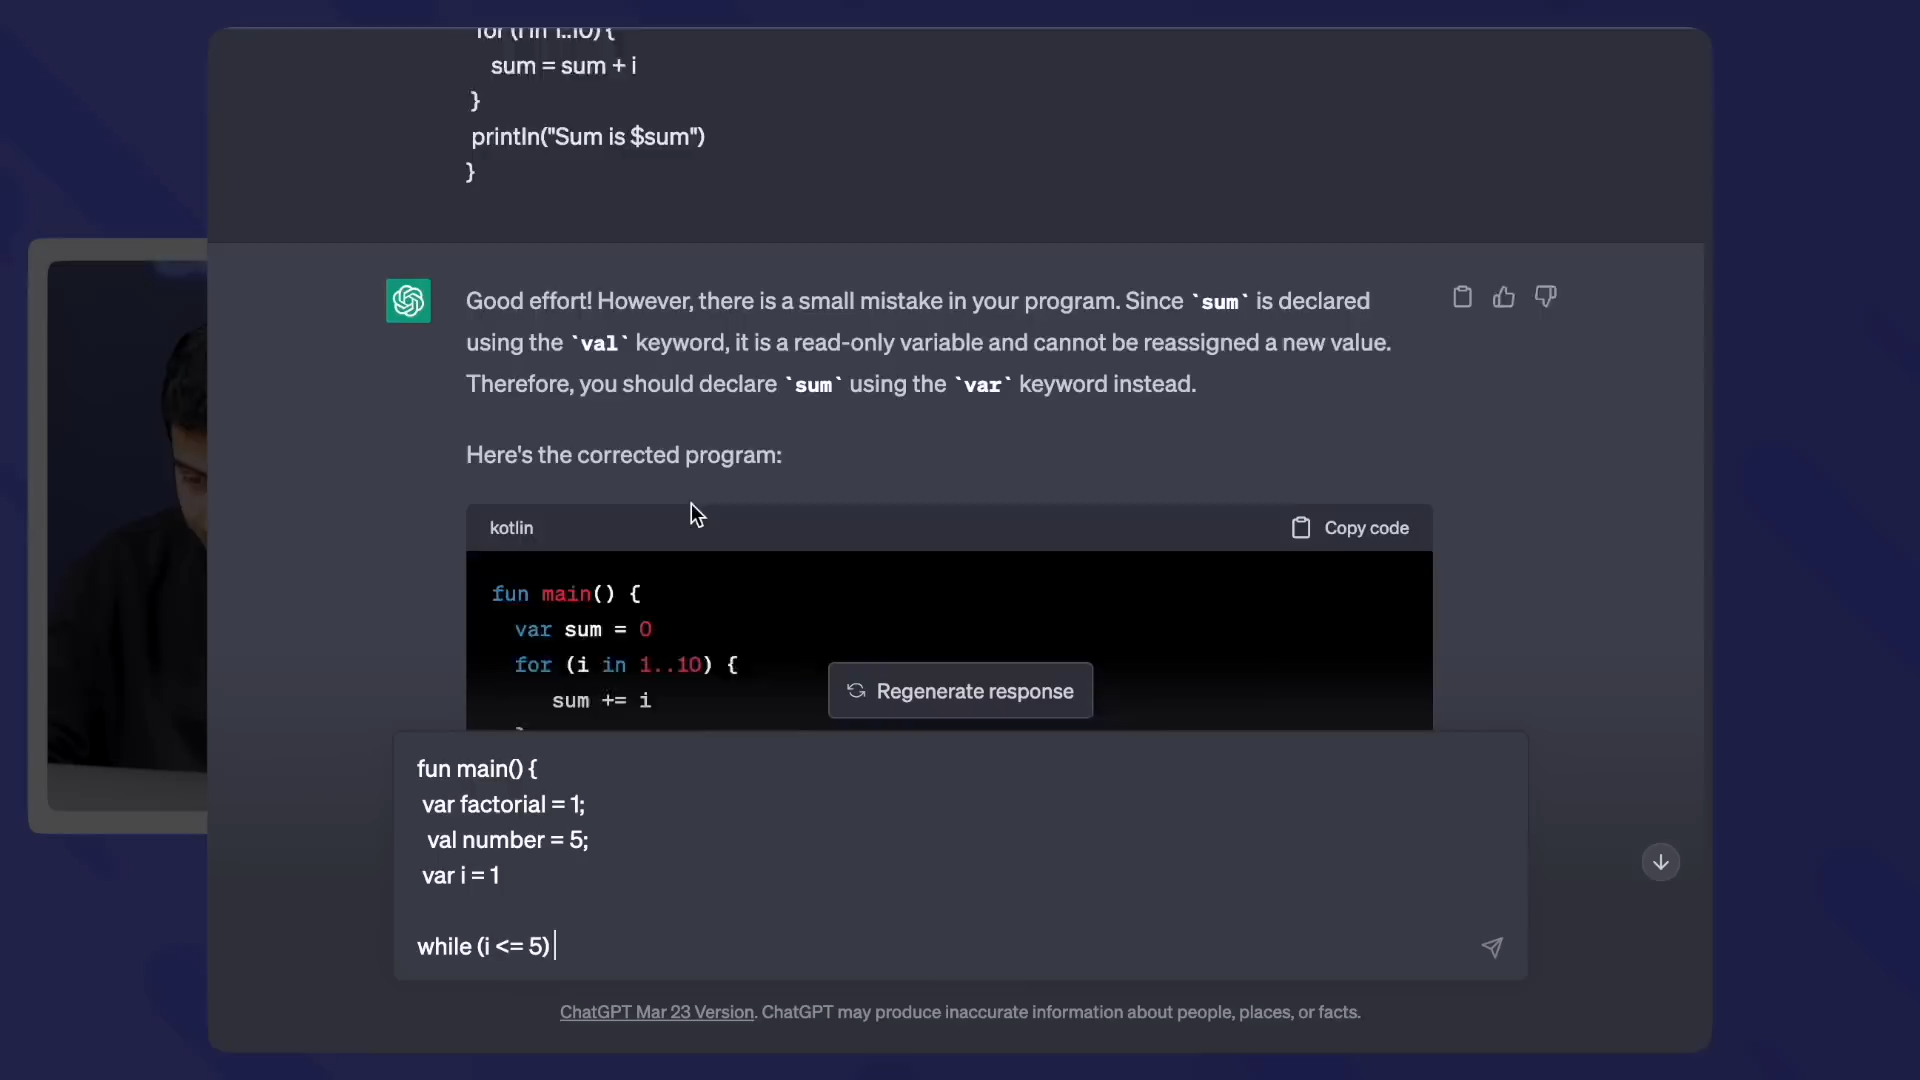 for (i in 1..10) {
sum = sum + i
}
println("Sum is $sum")
}
Good effort! However, there is a small mistake in your program. Since `sum` is declared
using the `val` keyword, it is a read-only variable and cannot be reassigned a new value.
Therefore, you should declare `sum` using the `var` keyword instead.
Here's the corrected program:
kotlin
Copy code
fun main() {
var sum = 0
for (i in 1..10) {
sum += i
Regenerate response
fun main() {
var factorial = 1;
val number = 5;
var i = 1
while (i <= 5)
ChatGPT Mar 23 Version. ChatGPT may produce inaccurate information about people, places, or facts.